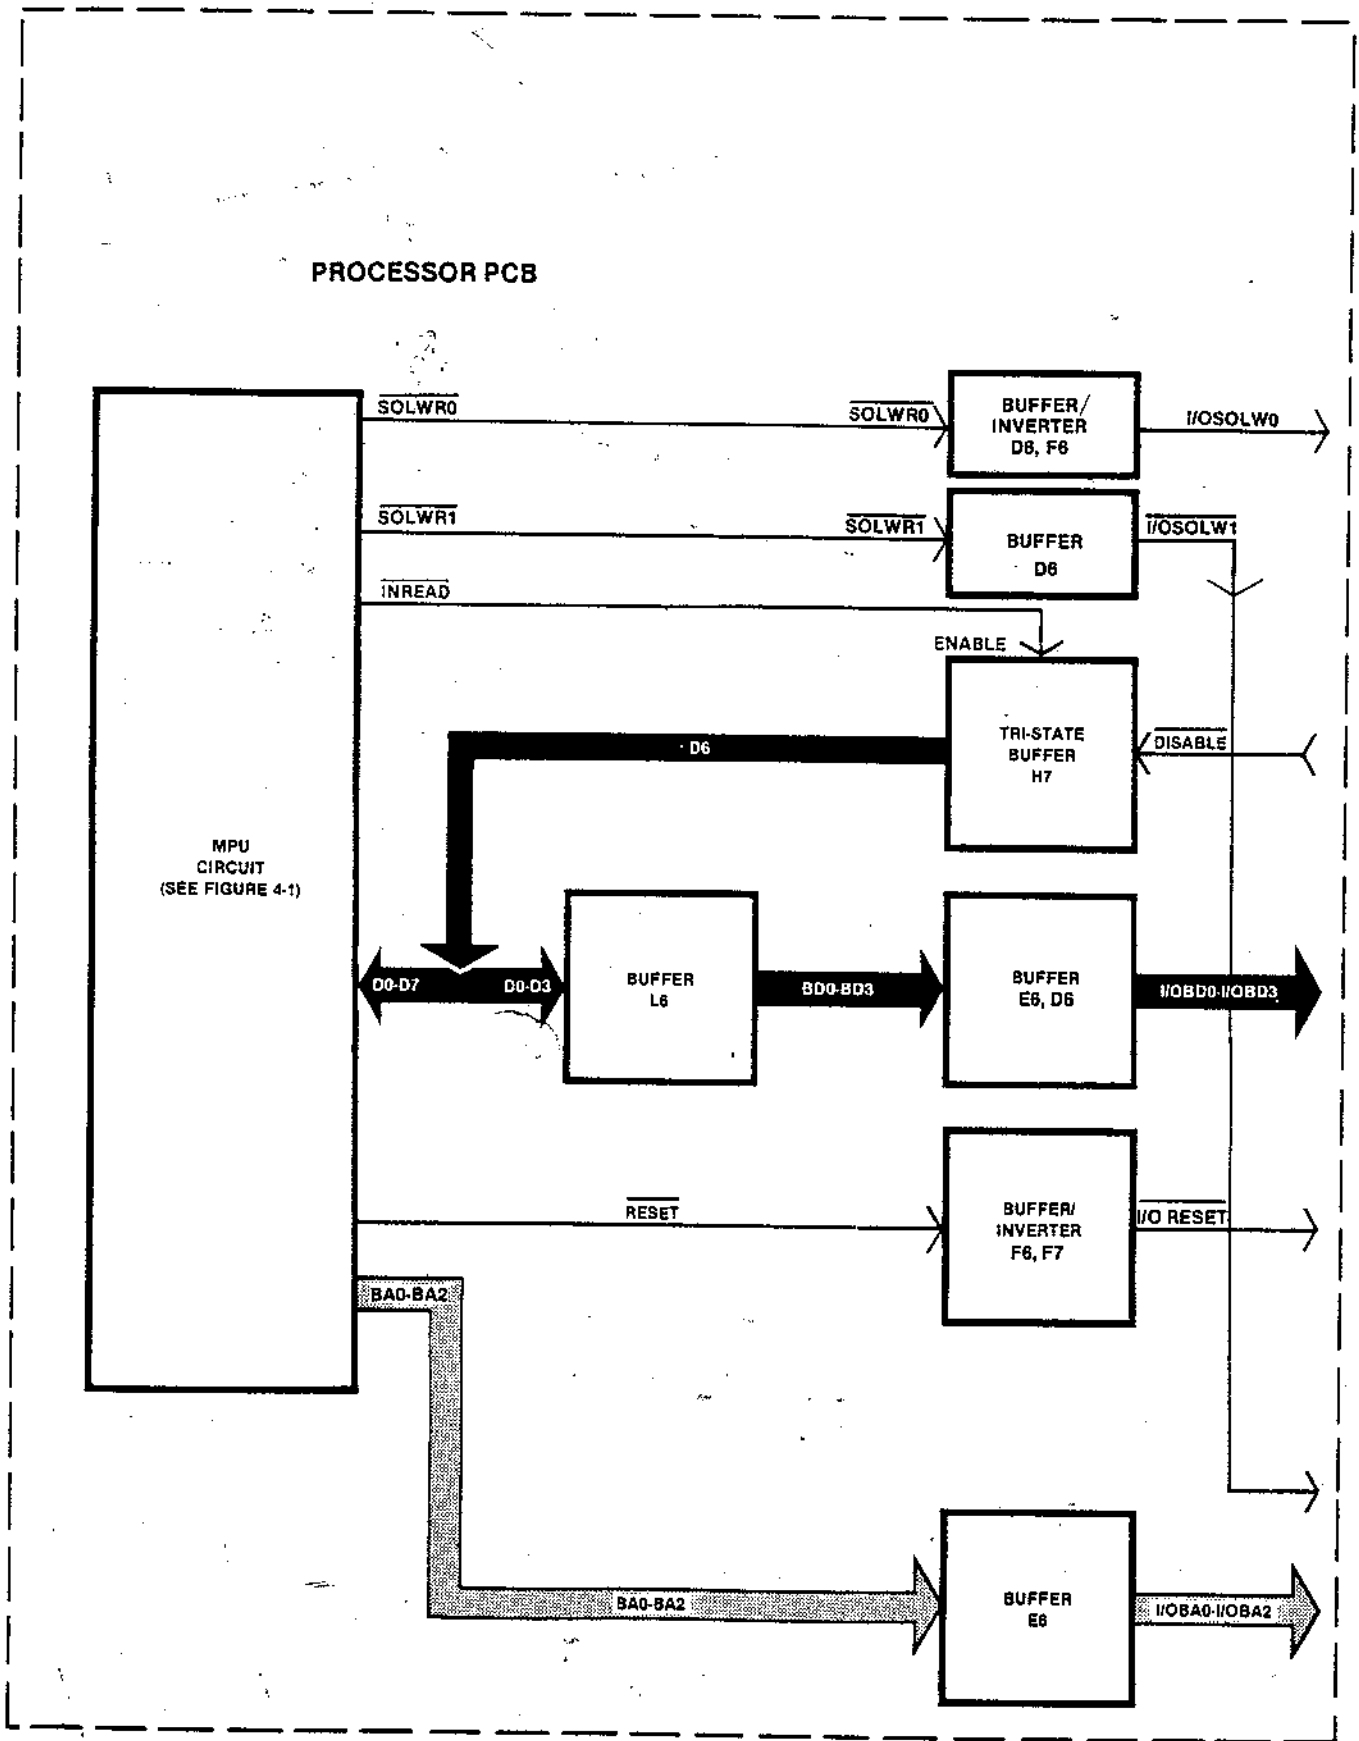 PROCESSOR PCB
SOLWR0
SOLWR0
BUFFER/
INVERTER
D6, F6
I/OSOLW0
SOLWR1
SOLWR1
BUFFER
D6
I/OSOLW1
INREAD
ENABLE
TRI-STATE
BUFFER
H7
DISABLE
D6
MPU
CIRCUIT
(SEE FIGURE 4-1)
D0-D7
D0-D3
BUFFER
L6
BD0-BD3
BUFFER
E6, D6
I/OBD0-I/OBD3
RESET
BUFFER/
INVERTER
F6, F7
I/O RESET
BA0-BA2
BA0-BA2
BUFFER
E6
I/OBA0-I/OBA2